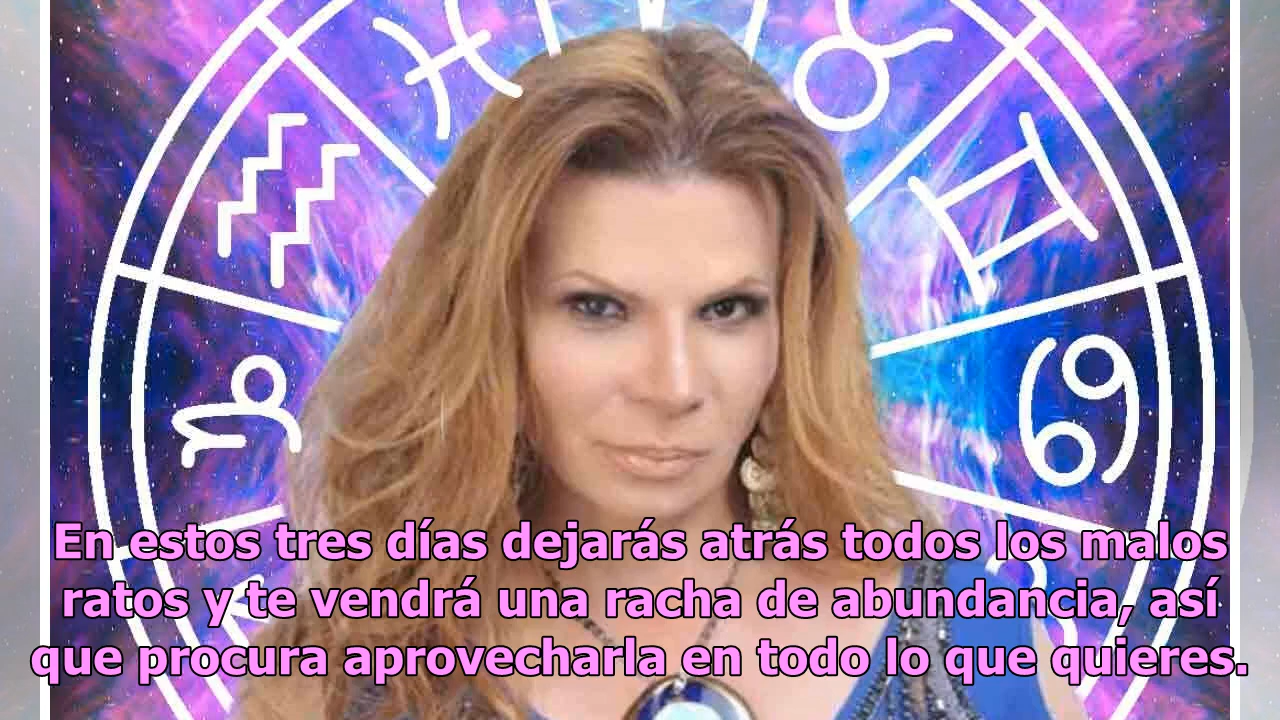 En estos tres días dejarás atrás todos los malos
ratos y te vendrá una racha de abundancia, así
que procura aprovecharla en todo lo que quieres.